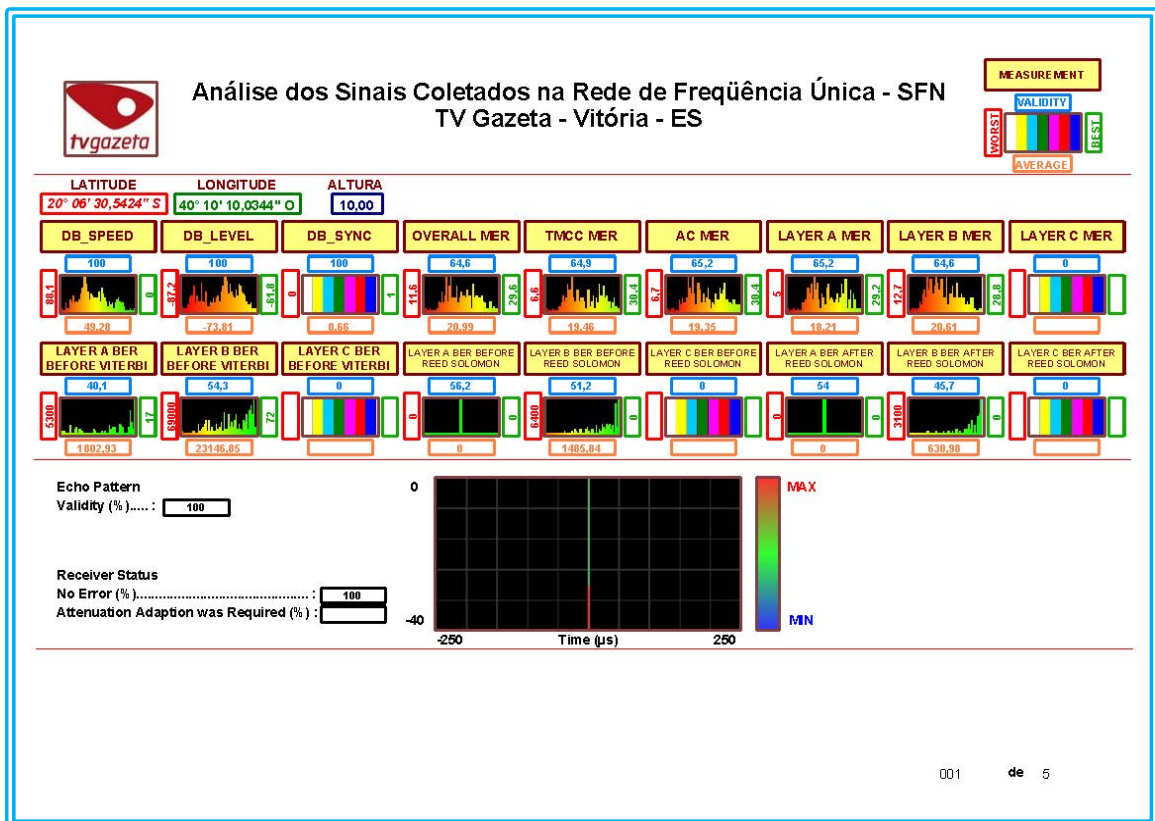 tvgazeta
Análise dos Sinais Coletados na Rede de Freqüência Única - SFN
TV Gazeta - Vitória - ES
MEASUREMENT
VALIDITY
WORST
BEST
AVERAGE
LATITUDE LONGITUDE ALTURA
20° 06' 30,5424" S 40° 10' 10,0344" O 10,00
DB_SPEED DB_LEVEL DB_SYNC OVERALL MER TMCC MER AC MER LAYER A MER LAYER B MER LAYER C MER
100 100 100 64,6 64,9 65,2 65,2 64,6 0
88,1 0 -87,2 -61,8 0 1 11,6 29,6 6,6 30,4 6,7 30,4 5 29,2 12,7 28,8
49,28 -73,81 0,66 20,99 19,46 19,35 18,21 20,61
LAYER A BER LAYER B BER LAYER C BER LAYER A BER BEFORE LAYER B BER BEFORE LAYER C BER BEFORE LAYER A BER AFTER LAYER B BER AFTER LAYER C BER AFTER
BEFORE VITERBI BEFORE VITERBI BEFORE VITERBI REED SOLOMON REED SOLOMON REED SOLOMON REED SOLOMON REED SOLOMON REED SOLOMON
40,1 54,3 0 56,2 51,2 0 54 45,7 0
5300 17 69000 72 0 0 6400 0 0 0 3100 0
1802,93 23146,85 0 1485,84 0 630,98
Echo Pattern
Validity (%)..... : 100
Receiver Status
No Error (%)............................................ : 100
Attenuation Adaption was Required (%) :
0
-40
-250 Time (µs) 250
MAX
MIN
001 de 5